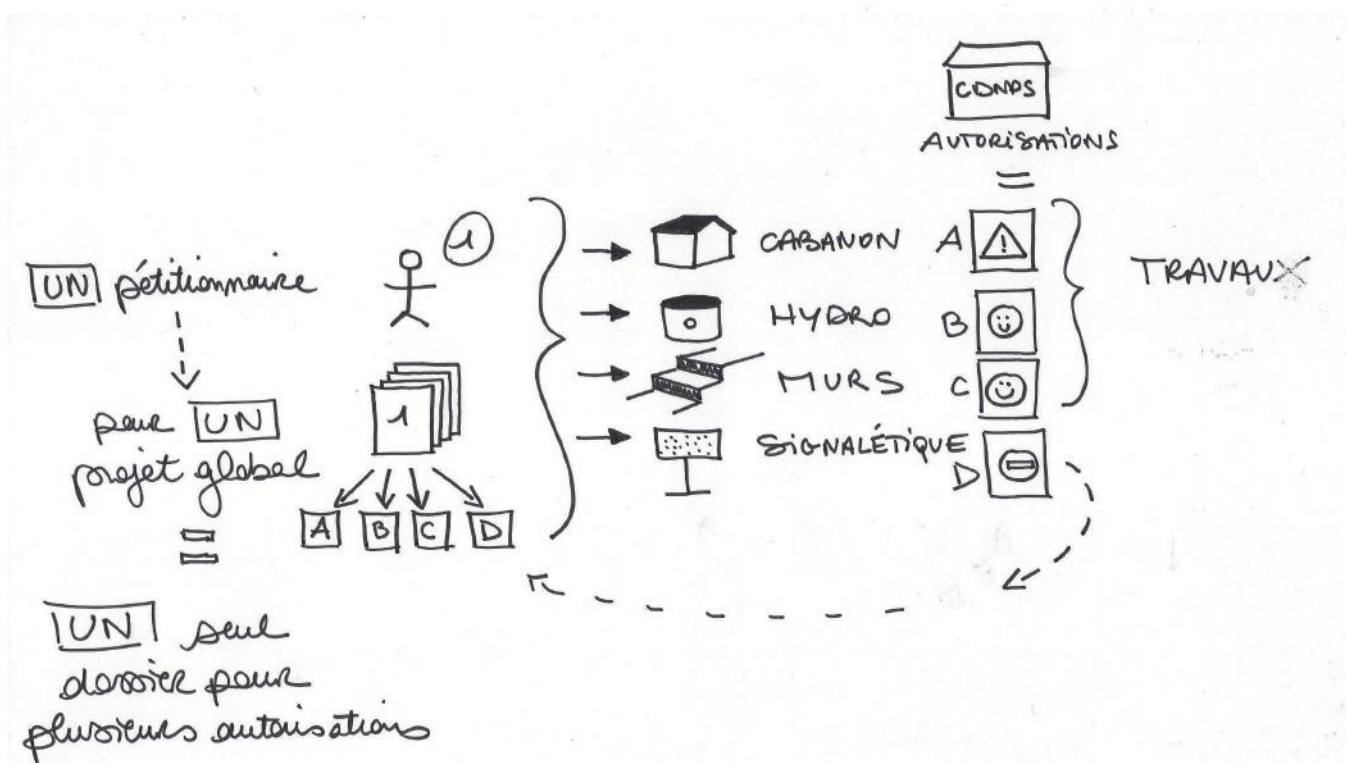 UN pétitionnaire
pour UN
projet global
=
UN seul
dossier pour
plusieurs autorisations
1
1
A B C D
CABANON
HYDRO
MURS
SIGNALÉTIQUE
CDNPS
AUTORISATIONS
=
A
B
C
D
TRAVAUX